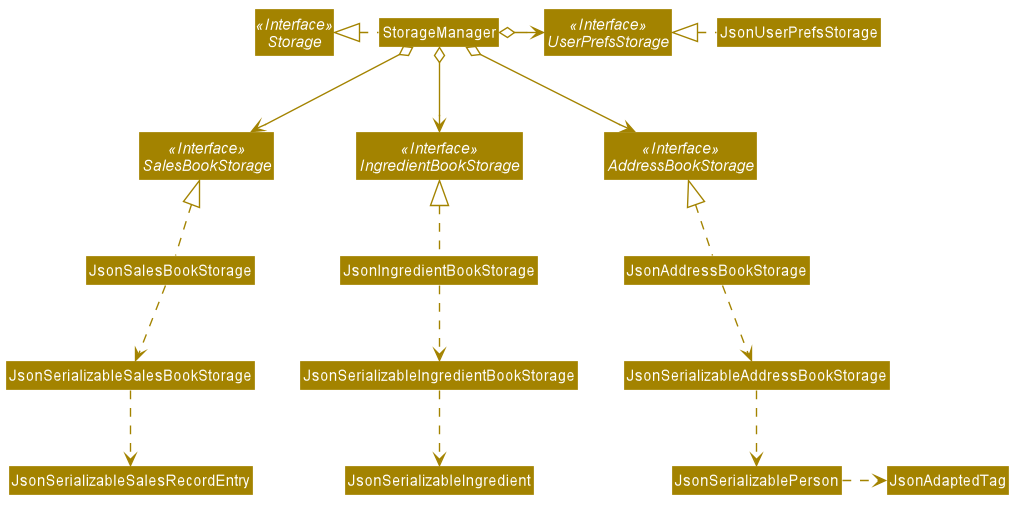 «Interface»
Storage
StorageManager
«Interface»
UserPrefsStorage
JsonUserPrefsStorage
«Interface»
SalesBookStorage
«Interface»
IngredientBookStorage
«Interface»
AddressBookStorage
JsonSalesBookStorage
JsonIngredientBookStorage
JsonAddressBookStorage
JsonSerializableSalesBookStorage
JsonSerializableIngredientBookStorage
JsonSerializableAddressBookStorage
JsonSerializableSalesRecordEntry
JsonSerializableIngredient
JsonSerializablePerson
JsonAdaptedTag